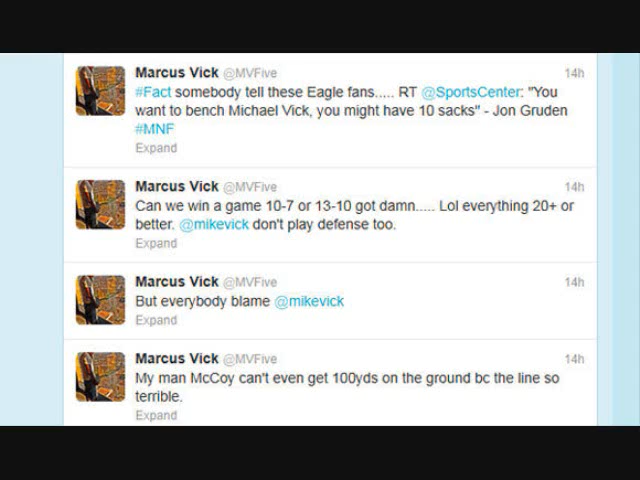 Marcus Vick @MVFive 14h
#Fact somebody tell these Eagle fans..... RT @SportsCenter: "You
want to bench Michael Vick, you might have 10 sacks" - Jon Gruden
#MNF
Expand
Marcus Vick @MVFive 14h
Can we win a game 10-7 or 13-10 got damn..... Lol everything 20+ or
better. @mikevick don't play defense too.
Expand
Marcus Vick @MVFive 14h
But everybody blame @mikevick
Expand
Marcus Vick @MVFive 14h
My man McCoy can't even get 100yds on the ground bc the line so
terrible.
Expand